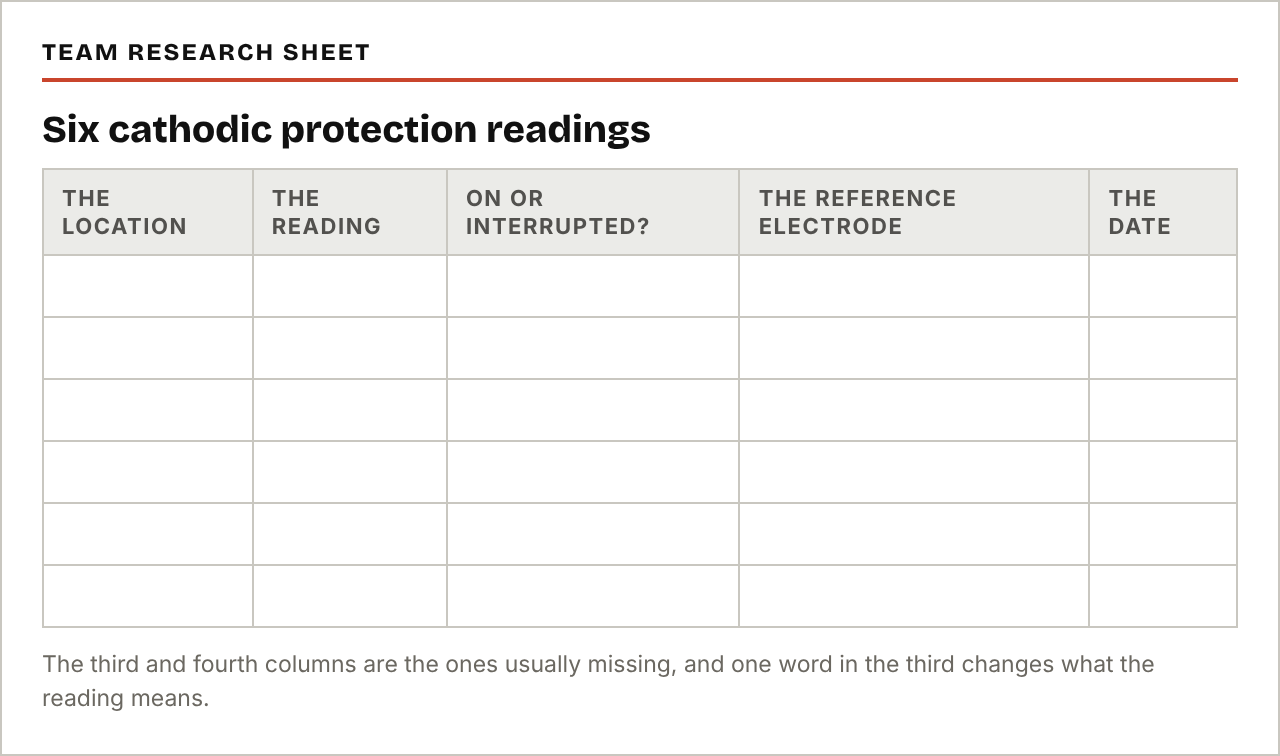 TEAM RESEARCH SHEET
Six cathodic protection readings
THE LOCATION
THE READING
ON OR INTERRUPTED?
THE REFERENCE ELECTRODE
THE DATE
The third and fourth columns are the ones usually missing, and one word in the third changes what the
reading means.